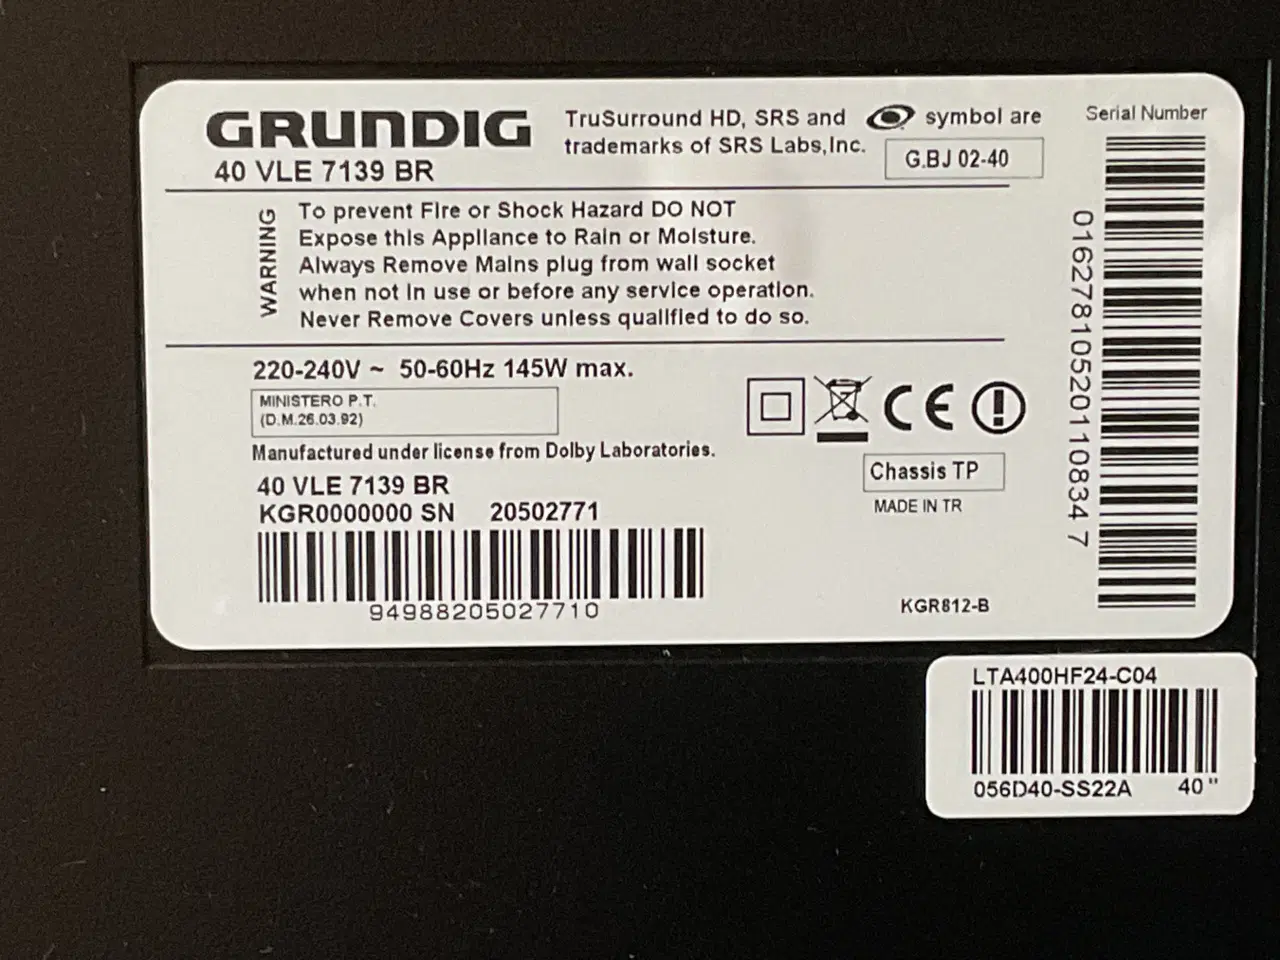 GRUNDIG
40 VLE 7139 BR
TruSurround HD, SRS and symbol are
trademarks of SRS Labs,Inc.
G.BJ 02-40
WARNING
To prevent Fire or Shock Hazard DO NOT
Expose this Appliance to Rain or Moisture.
Always Remove Mains plug from wall socket
when not in use or before any service operation.
Never Remove Covers unless qualified to do so.
220-240V ~ 50-60Hz 145W max.
MINISTERO P.T.
(D.M.26.03.92)
Manufactured under license from Dolby Laboratories.
40 VLE 7139 BR
KGR0000000 SN 20502771
94988205027710
CE
Chassis TP
MADE IN TR
KGR812-B
Serial Number
01627810520110834 7
LTA400HF24-C04
056D40-SS22A 40"